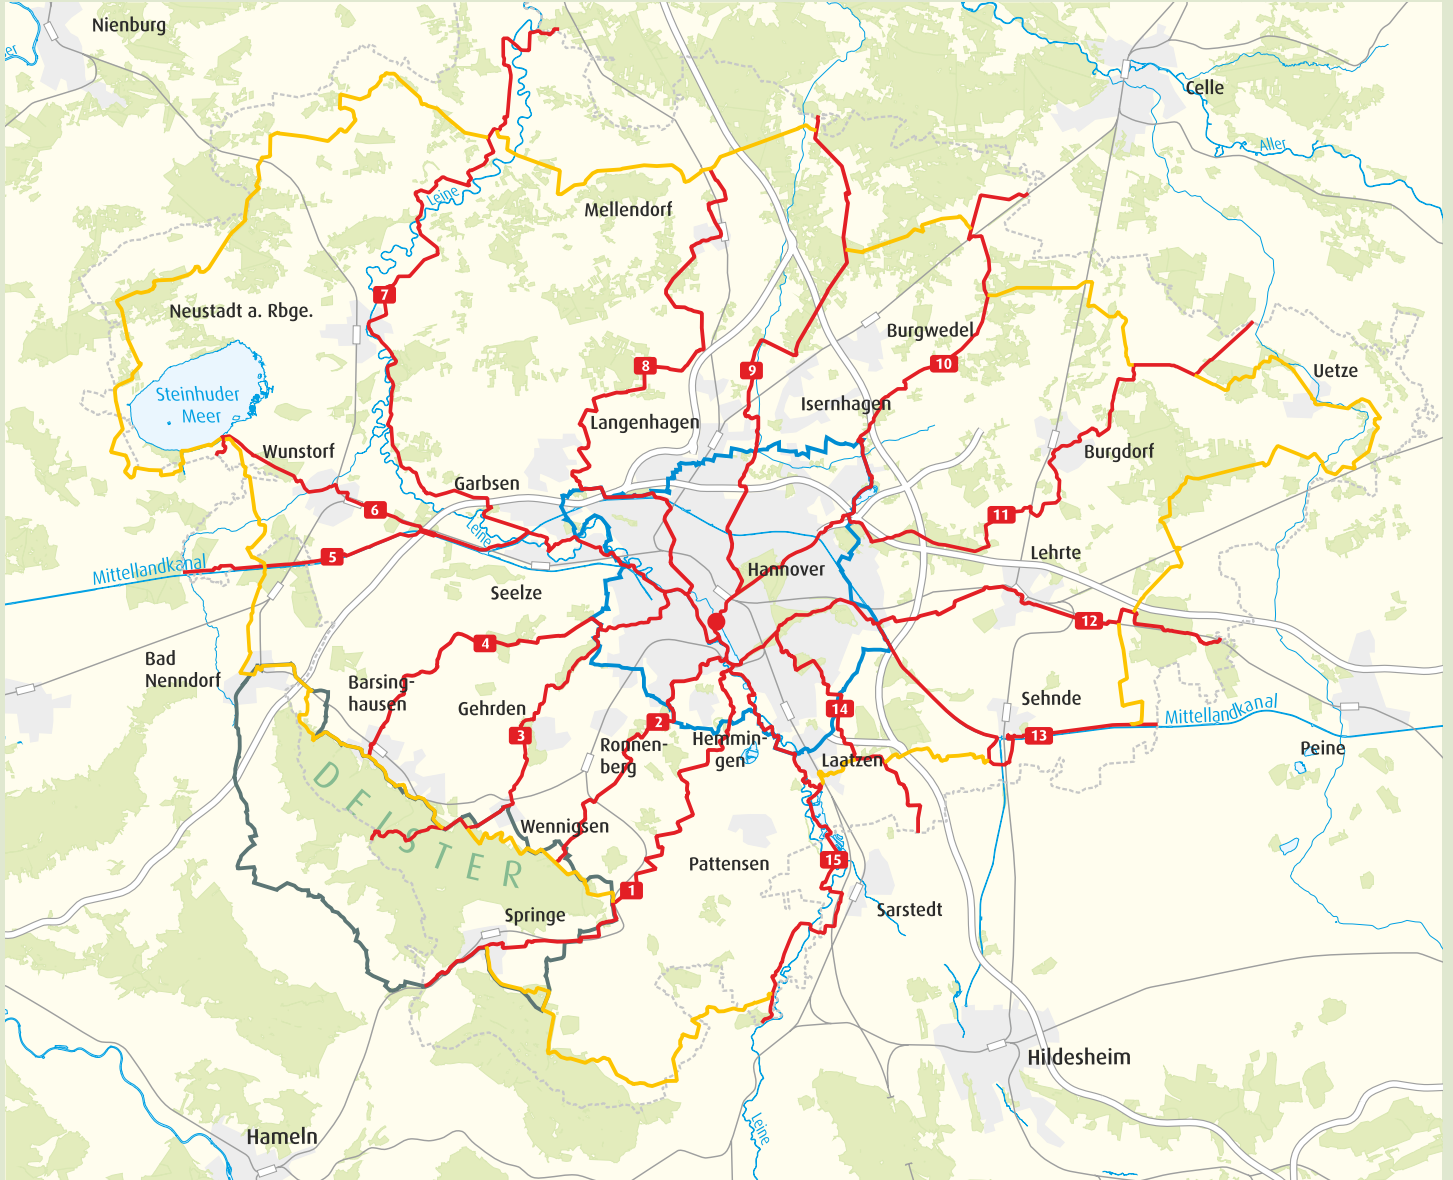 Nienburg
er
Celle
Aller
Leine
Mellendorf
7
Neustadt a. Rbge.
Burgwedel
8
9
10
Uetze
Steinhuder
Meer
Isernhagen
Langenhagen
Wunstorf
Burgdorf
Garbsen
6
11
Leine
5
Lehrte
Mittellandkanal
Hannover
Seelze
12
4
Bad
Nenndorf
Barsing-
hausen
Sehnde
Gehrden
14
Mittellandkanal
2
3
13
Ronnen-
berg
Hemmin-
gen
Peine
Laatzen
DEISTER
Wennigsen
15
Pattensen
1
Springe
Sarstedt
Hildesheim
Leine
Hameln